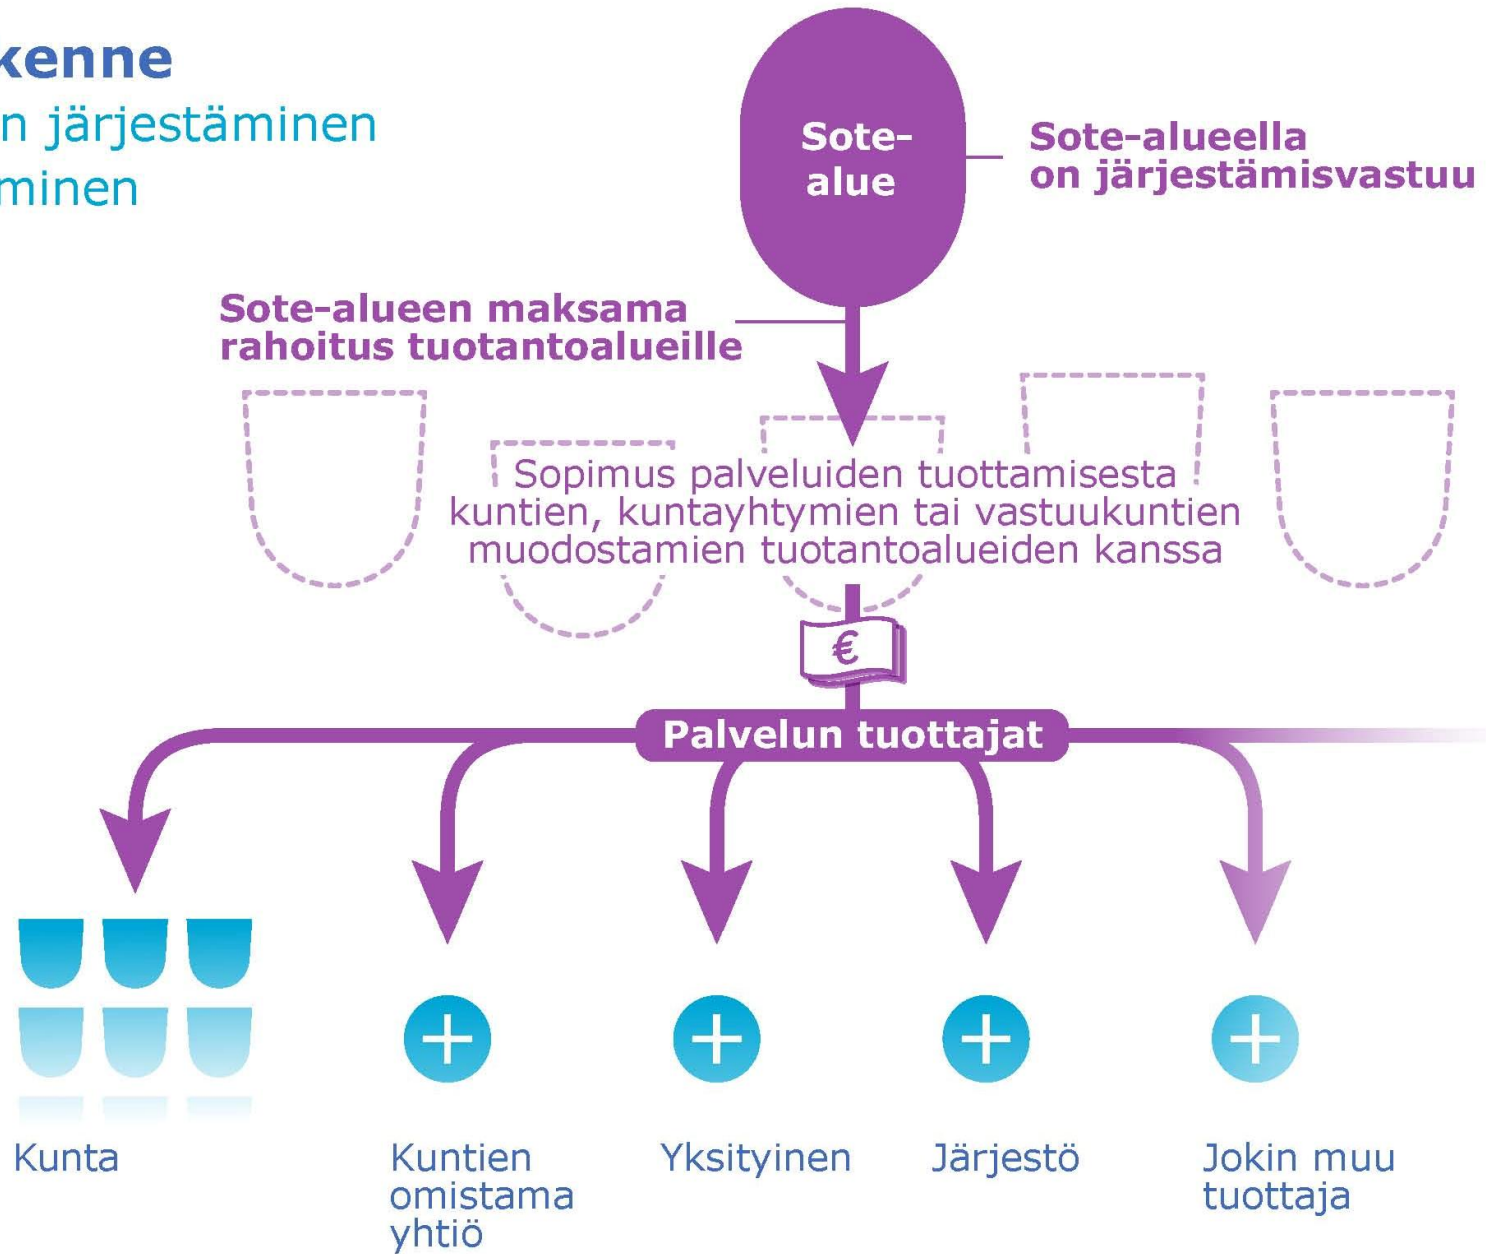 kenne
n järjestäminen
minen
Sote-
alue
Sote-alueella
on järjestämisvastuu
Sote-alueen maksama
rahoitus tuotantoalueille
Sopimus palveluiden tuottamisesta
kuntien, kuntayhtymien tai vastuukuntien
muodostamien tuotantoalueiden kanssa
€
Palvelun tuottajat
Kunta
Kuntien
omistama
yhtiö
Yksityinen
Järjestö
Jokin muu
tuottaja